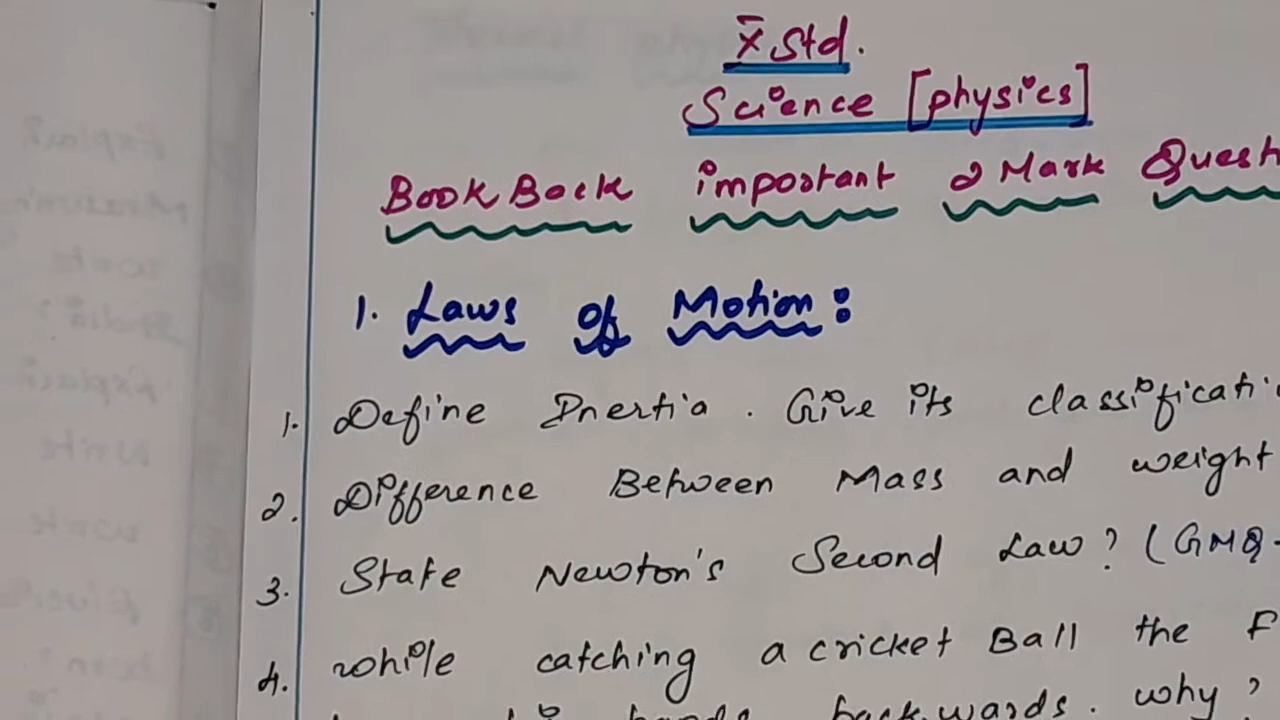 X Std.
Science [physics]
Book Back important 2 Mark Quest
1. Laws of Motion:
1. Define Inertia. Give its classificati
2. Difference Between Mass and weight
3. State Newton's Second Law? (GMQ-
4. while catching a cricket Ball the F
hands backwards. why?